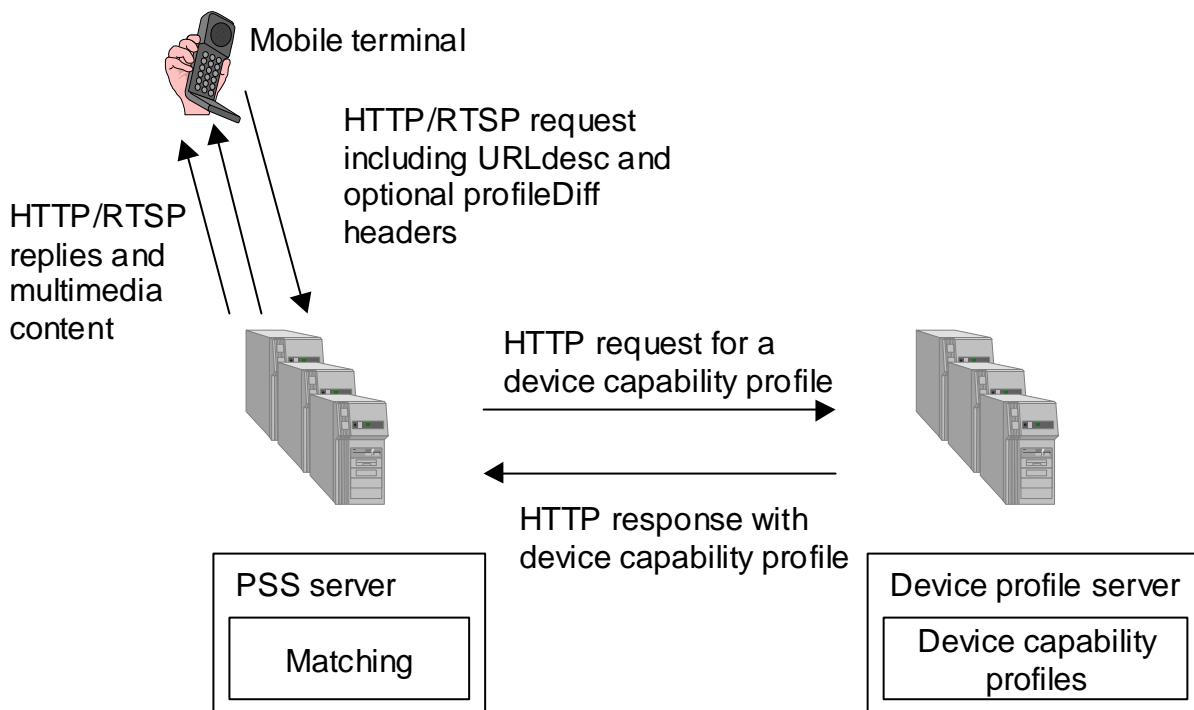 Mobile terminal
HTTP/RTSP request
including URLdesc and
optional profileDiff
headers
HTTP/RTSP
replies and
multimedia
content
HTTP request for a
device capability profile
HTTP response with
device capability profile
PSS server
Matching
Device profile server
Device capability
profiles